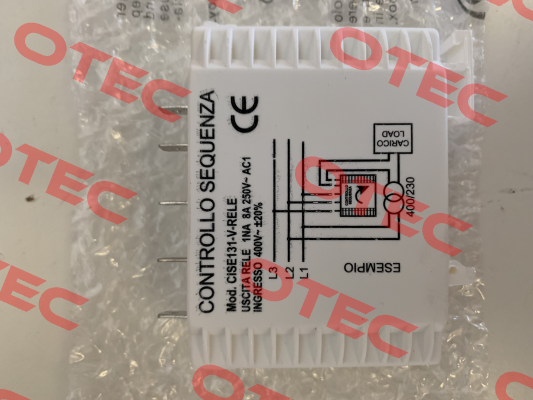 CONTROLLO SEQUENZA
Mod. CISE131-V-RELE
USCITA RELE 1NA 8A 250V~ AC1
INGRESSO 400V~ ±20%
CE
L3
L2
L1
CARICO
LOAD
400/230
ESEMPIO
OTEC
OTEC
OTEC
OTEC
OTEC
OTEC